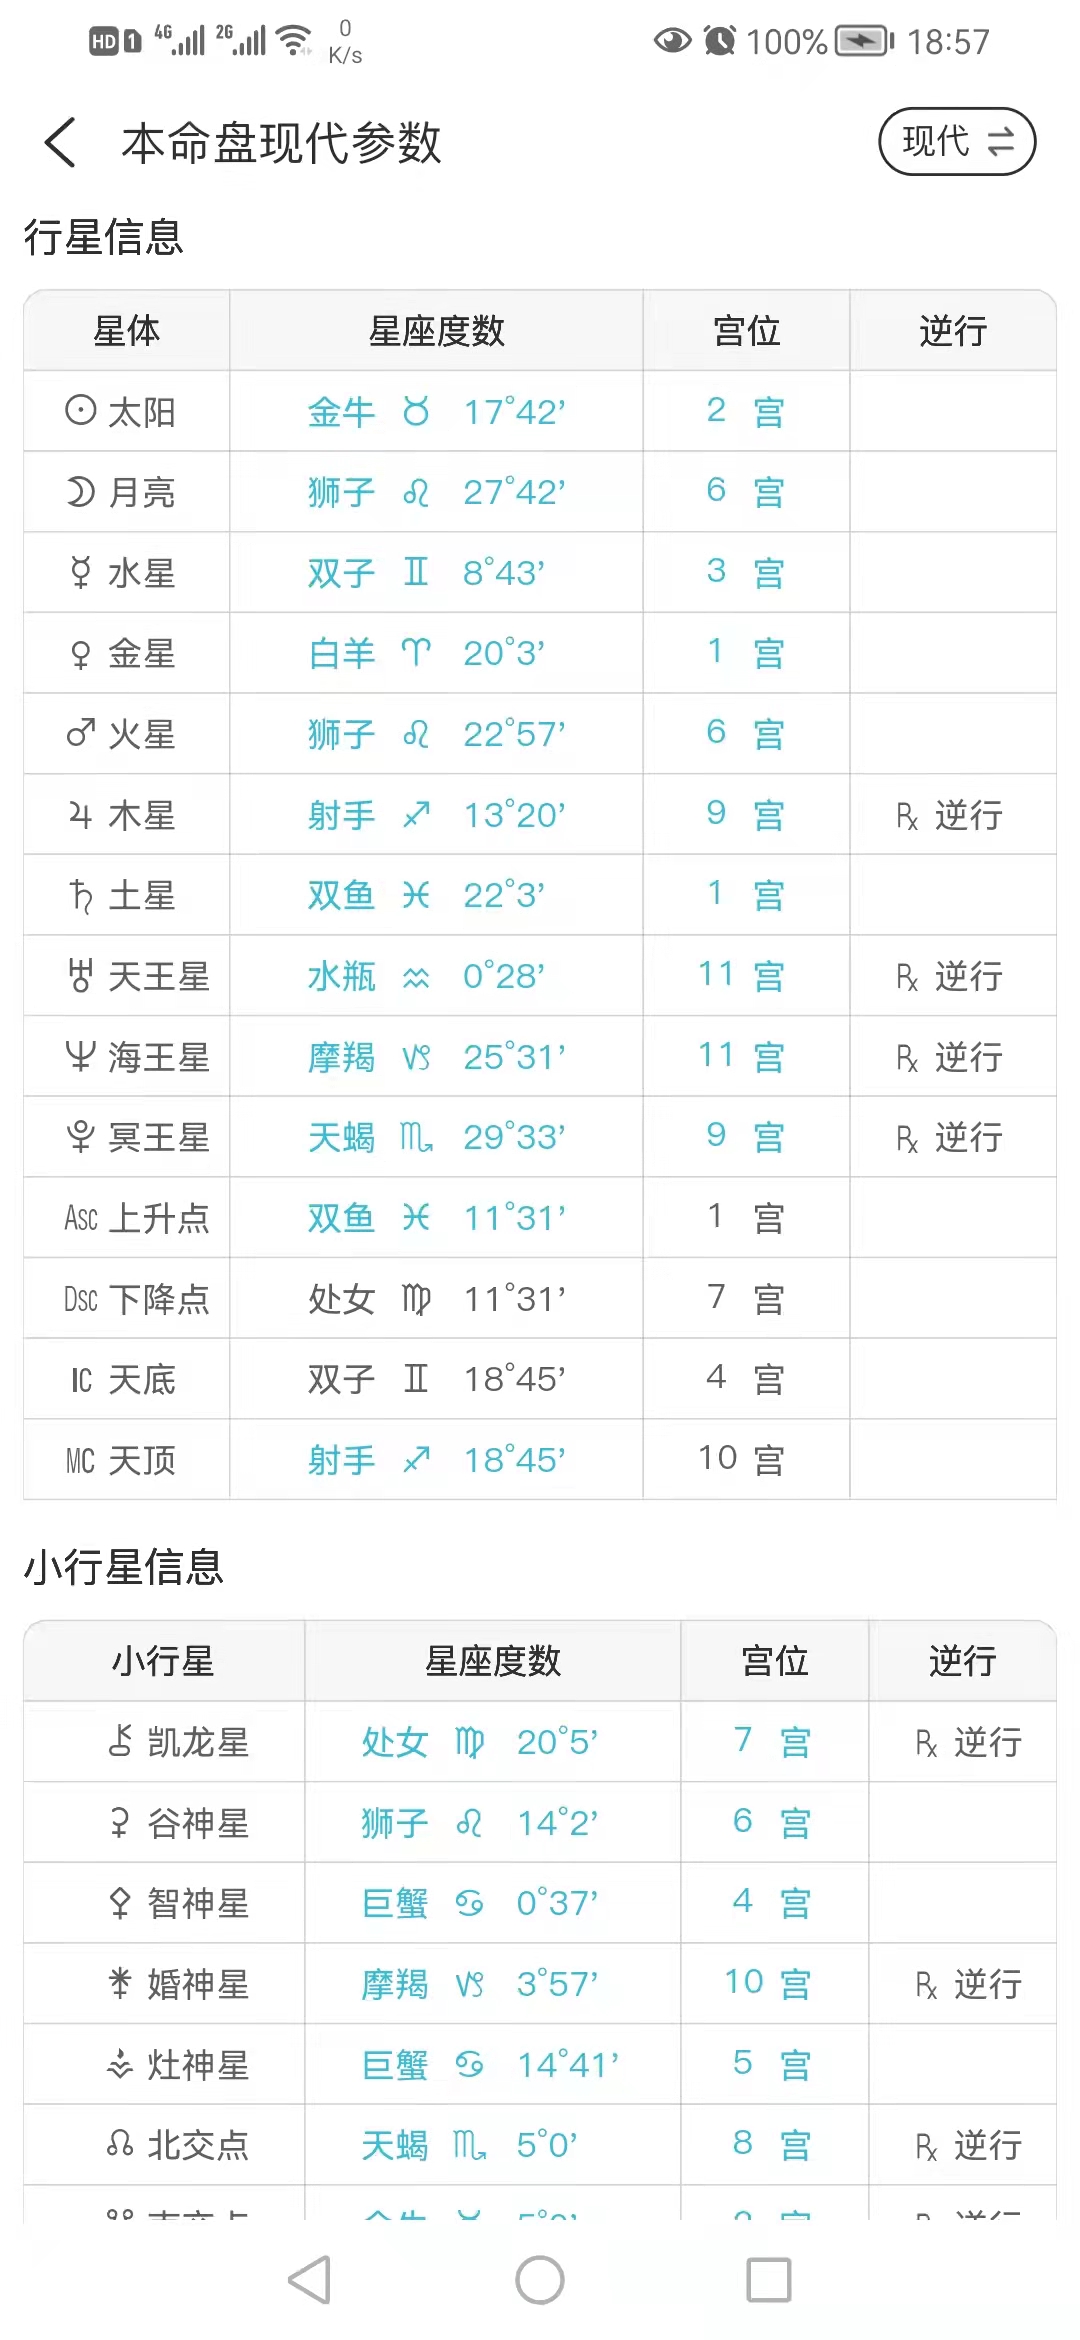 HD 1 4G 2G 0 K/s 100% 18:57
本命盘现代参数 现代
行星信息
星体 星座度数 宫位 逆行
太阳 金牛 ♉ 17°42’ 2 宫
月亮 狮子 ♌ 27°42’ 6 宫
水星 双子 ♊ 8°43’ 3 宫
金星 白羊 ♈ 20°3’ 1 宫
火星 狮子 ♌ 22°57’ 6 宫
木星 射手 ♐ 13°20’ 9 宫 ℞ 逆行
土星 双鱼 ♓ 22°3’ 1 宫
天王星 水瓶 ♒ 0°28’ 11 宫 ℞ 逆行
海王星 摩羯 ♑ 25°31’ 11 宫 ℞ 逆行
冥王星 天蝎 ♏ 29°33’ 9 宫 ℞ 逆行
Asc 上升点 双鱼 ♓ 11°31’ 1 宫
Dsc 下降点 处女 ♍ 11°31’ 7 宫
IC 天底 双子 ♊ 18°45’ 4 宫
MC 天顶 射手 ♐ 18°45’ 10 宫
小行星信息
小行星 星座度数 宫位 逆行
凯龙星 处女 ♍ 20°5’ 7 宫 ℞ 逆行
谷神星 狮子 ♌ 14°2’ 6 宫
智神星 巨蟹 ♋ 0°37’ 4 宫
婚神星 摩羯 ♑ 3°57’ 10 宫 ℞ 逆行
灶神星 巨蟹 ♋ 14°41’ 5 宫
北交点 天蝎 ♏ 5°0’ 8 宫 ℞ 逆行